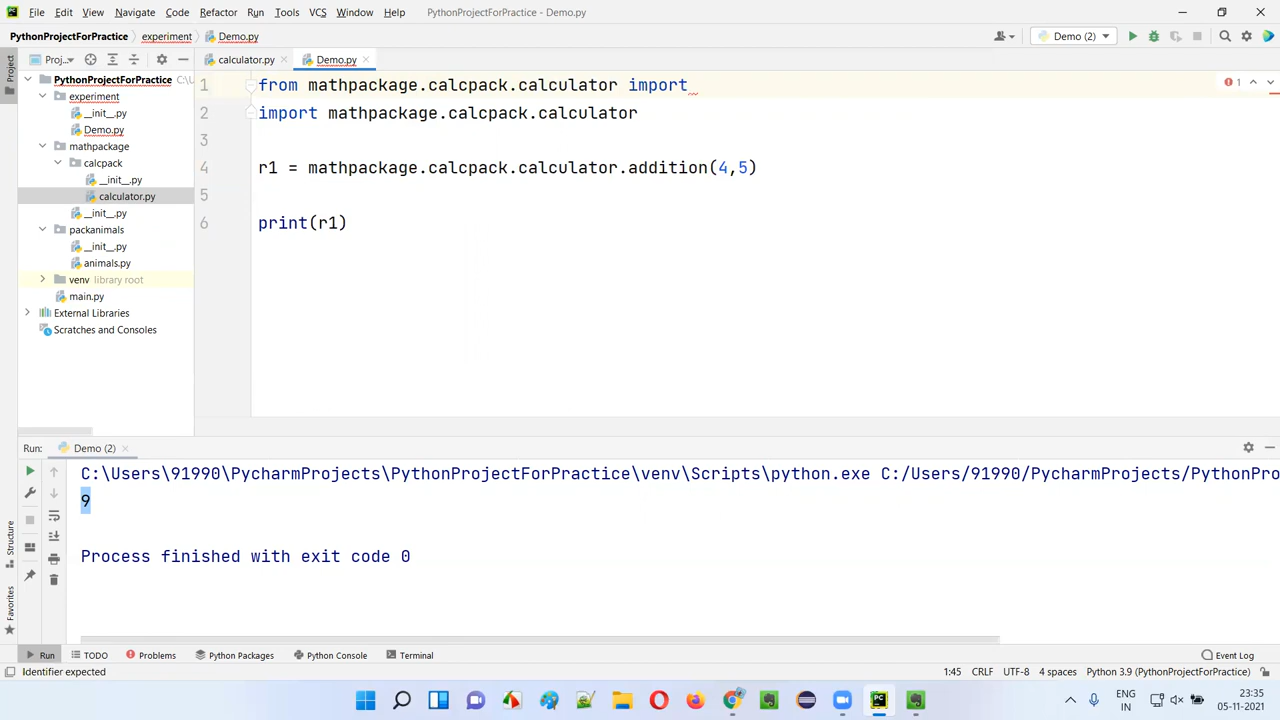 File Edit View Navigate Code Refactor Run Tools VCS Window Help PythonProjectForPractice - Demo.py
PythonProjectForPractice experiment Demo.py Demo (2)
Project Proj... calculator.py Demo.py
PythonProjectForPractice C:\U
experiment
__init__.py
Demo.py
mathpackage
calcpack
__init__.py
calculator.py
__init__.py
packanimals
__init__.py
animals.py
venv library root
main.py
External Libraries
Scratches and Consoles
1 from mathpackage.calcpack.calculator import 1
2 import mathpackage.calcpack.calculator
3
4 r1 = mathpackage.calcpack.calculator.addition(4,5)
5
6 print(r1)
Run: Demo (2)
C:\Users\91990\PycharmProjects\PythonProjectForPractice\venv\Scripts\python.exe C:/Users/91990/PycharmProjects/PythonPro
9
Process finished with exit code 0
Structure
Favorites
Run TODO Problems Python Packages Python Console Terminal Event Log
Identifier expected 1:45 CRLF UTF-8 4 spaces Python 3.9 (PythonProjectForPractice)
ENG
IN
23:35
05-11-2021